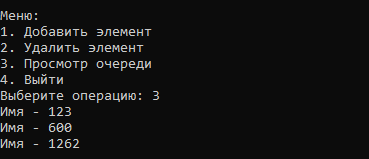 Меню:
1. Добавить элемент
2. Удалить элемент
3. Просмотр очереди
4. Выйти
Выберите операцию: 3
Имя - 123
Имя - 600
Имя - 1262